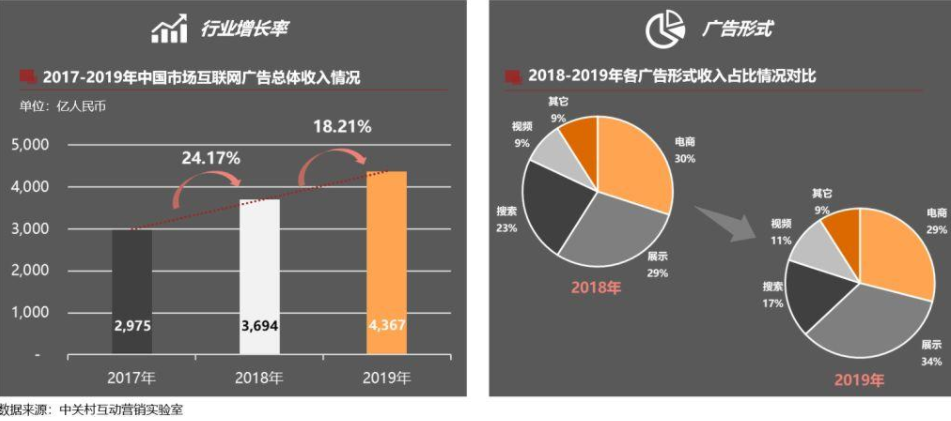 行业增长率
2017-2019年中国市场互联网广告总体收入情况
单位：亿人民币
5,000
4,000
3,000
2,000
1,000
-
24.17%
18.21%
2,975
3,694
4,367
2017年
2018年
2019年
数据来源：中关村互动营销实验室
广告形式
2018-2019年各广告形式收入占比情况对比
其它
9%
视频
9%
电商
30%
搜索
23%
展示
29%
2018年
其它
9%
视频
11%
电商
29%
搜索
17%
展示
34%
2019年